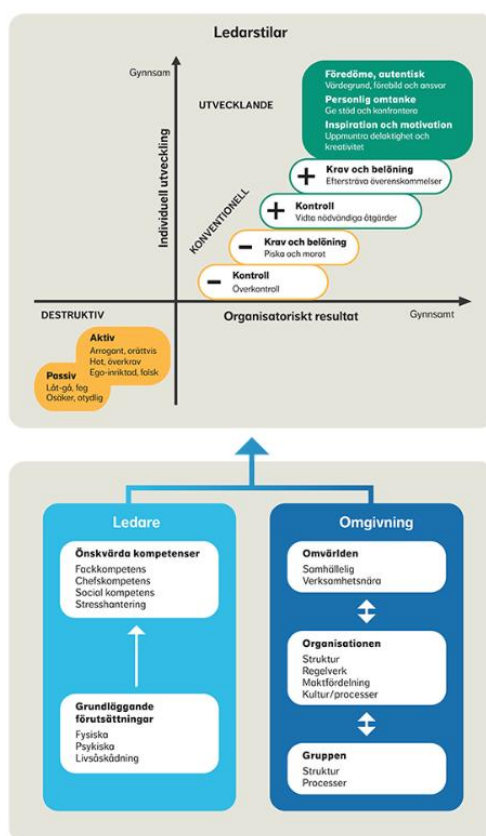 Ledarstilar
Gynnsam
Individuell utveckling
UTVECKLANDE
Föredöme, autentisk
Värdegrund, förebild och ansvar
Personlig omtanke
Ge stöd och konfrontera
Inspiration och motivation
Uppmuntra delaktighet och
kreativitet
+ Krav och belöning
Eftersträva överenskommelser
KONVENTIONELL
+ Kontroll
Vidta nödvändiga åtgärder
− Krav och belöning
Piska och morot
− Kontroll
Överkontroll
DESTRUKTIV
Organisatoriskt resultat
Gynnsamt
Aktiv
Arrogant, orättvis
Hot, överkrav
Ego-inriktad, falsk
Passiv
Låt-gå, feg
Osäker, otydlig
Ledare
Önskvärda kompetenser
Fackkompetens
Chefskompetens
Social kompetens
Stresshantering
Grundläggande
förutsättningar
Fysiska
Psykiska
Livsåskådning
Omgivning
Omvärlden
Samhällelig
Verksamhetsnära
Organisationen
Struktur
Regelverk
Maktfördelning
Kultur/processer
Gruppen
Struktur
Processer